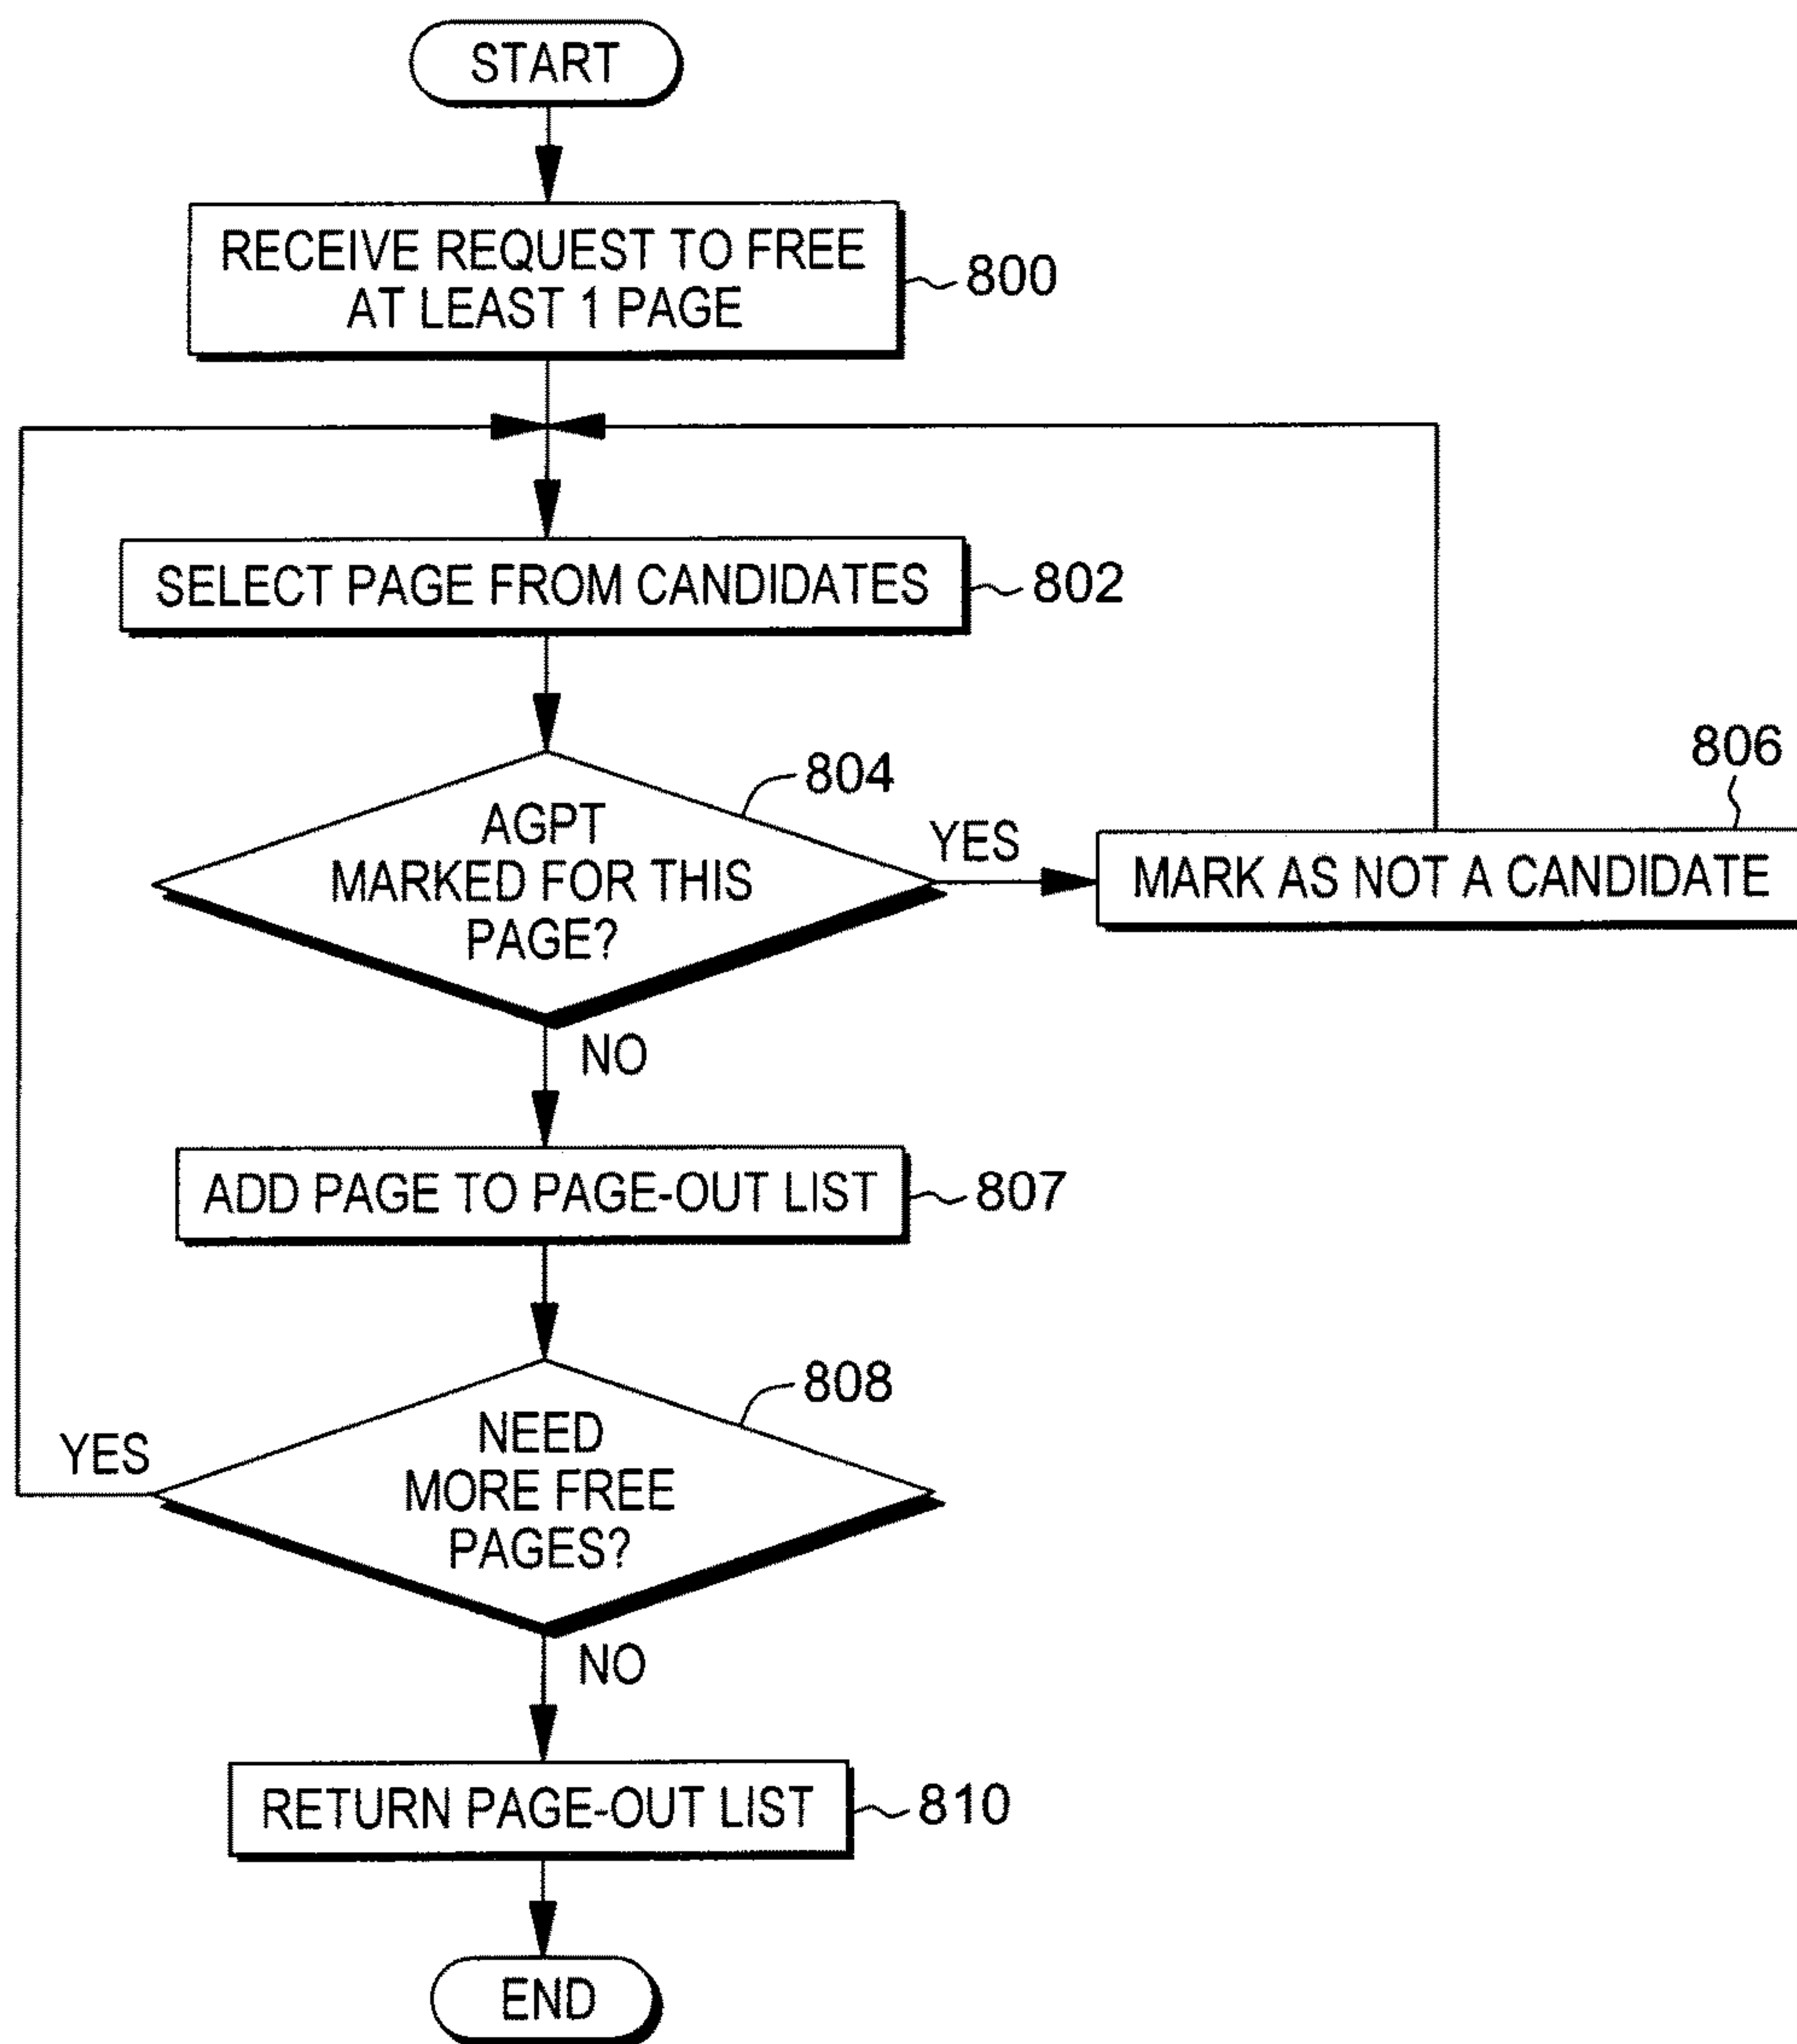 START
RECEIVE REQUEST TO FREE
AT LEAST 1 PAGE
800
SELECT PAGE FROM CANDIDATES
802
804
AGPT
MARKED FOR THIS
PAGE?
YES
806
MARK AS NOT A CANDIDATE
NO
ADD PAGE TO PAGE-OUT LIST
807
808
NEED
MORE FREE
PAGES?
YES
NO
RETURN PAGE-OUT LIST
810
END